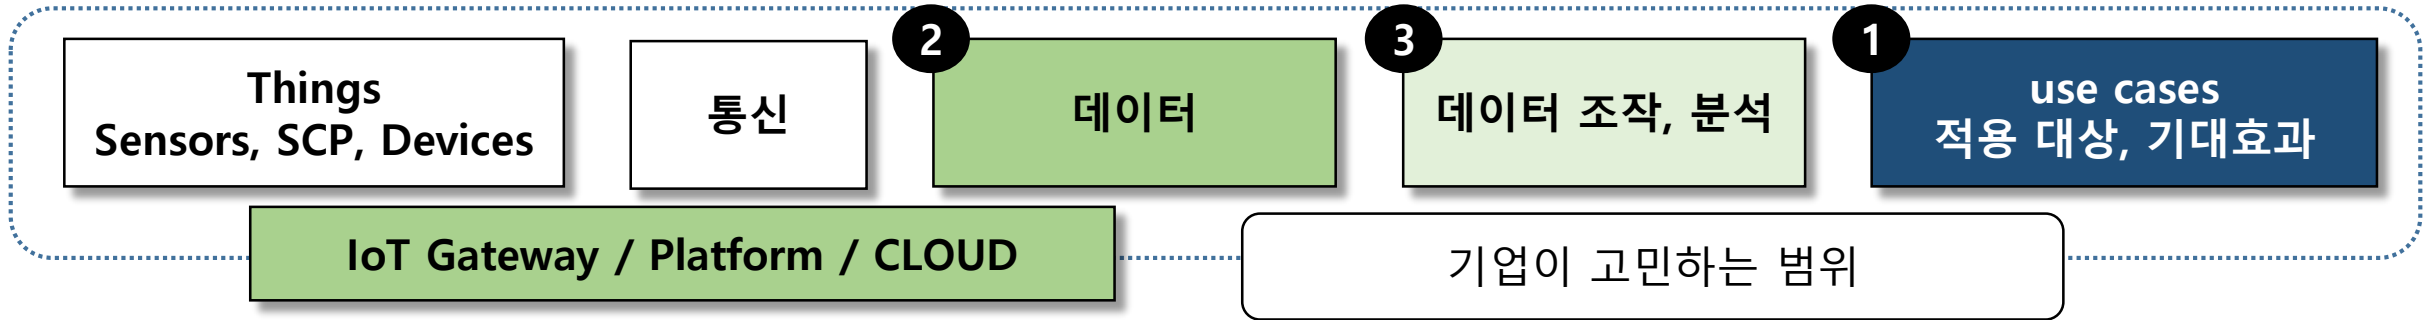 Things
Sensors, SCP, Devices
통신
2
데이터
3
데이터 조작, 분석
1
use cases
적용 대상, 기대효과
IoT Gateway / Platform / CLOUD
기업이 고민하는 범위